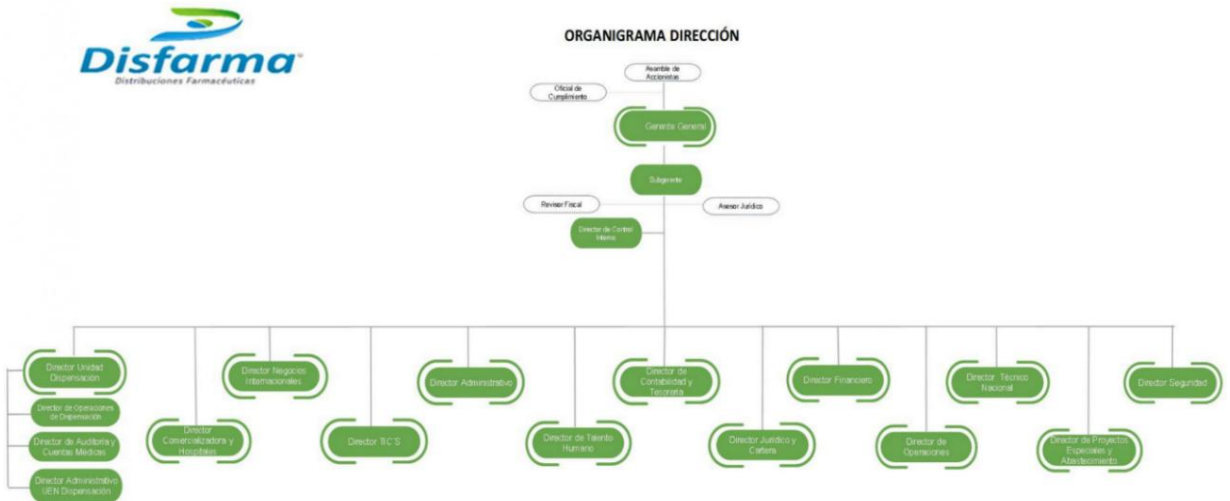 Disfarma
Distribuciones Farmacéuticas
ORGANIGRAMA DIRECCIÓN
Asamble de
Accionistas
Oficial de
Cumplimiento
Gerente General
Subgerente
Revisor Fiscal
Asesor Jurídico
Director de Control
Interno
Director Unidad
Dispensación
Director Negocios
Internacionales
Director Administrativo
Director de
Contabilidad y
Tesorería
Director Financiero
Director Técnico
Nacional
Director Seguridad
Director de Operaciones
de Dispensación
Director de Auditoría y
Cuentas Médicas
Director Administrativo
UEN Dispensación
Director
Comercializadora y
Hospitales
Director TIC'S
Director de Talento
Humano
Director Jurídico y
Cartera
Director de
Operaciones
Director de Proyectos
Especiales y
Abastecimiento